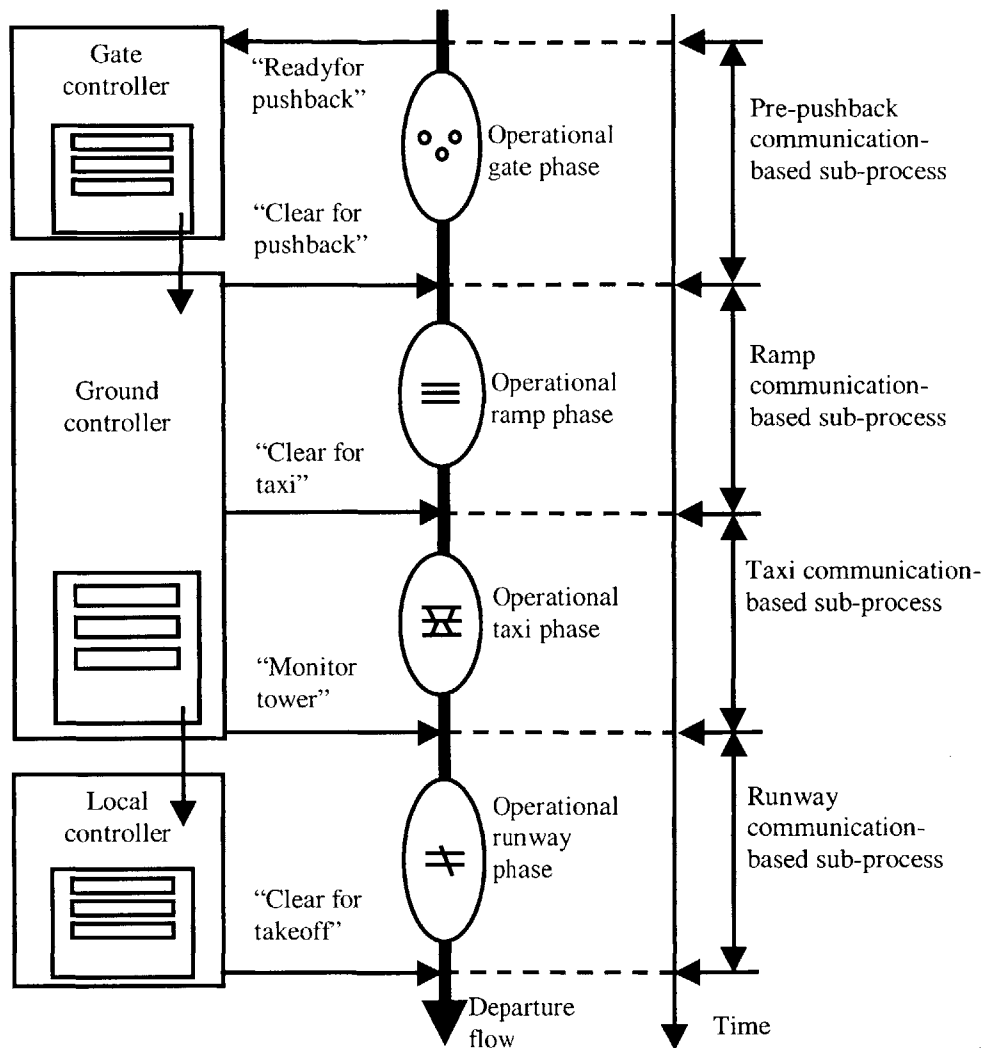 Gate
controller
“Readyfor
pushback”
Operational
gate phase
Pre-pushback
communication-
based sub-process
“Clear for
pushback”
Ground
controller
Operational
ramp phase
Ramp
communication-
based sub-process
“Clear for
taxi”
Operational
taxi phase
Taxi communication-
based sub-process
“Monitor
tower”
Local
controller
Operational
runway
phase
Runway
communication-
based sub-process
“Clear for
takeoff”
Departure
flow
Time